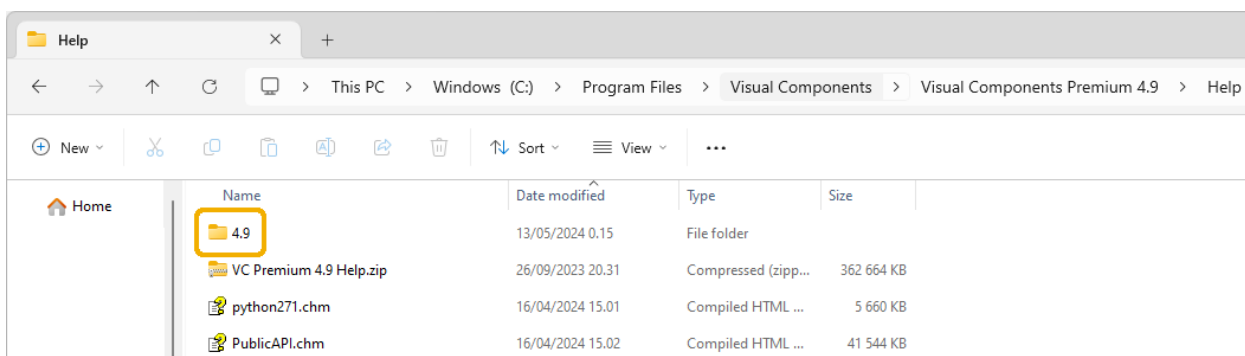 Help
This PC > Windows (C:) > Program Files > Visual Components > Visual Components Premium 4.9 > Help
New Sort View
Name Date modified Type Size
Home
4.9 13/05/2024 0.15 File folder
VC Premium 4.9 Help.zip 26/09/2023 20.31 Compressed (zipp... 362 664 KB
python271.chm 16/04/2024 15.01 Compiled HTML ... 5 660 KB
PublicAPI.chm 16/04/2024 15.02 Compiled HTML ... 41 544 KB